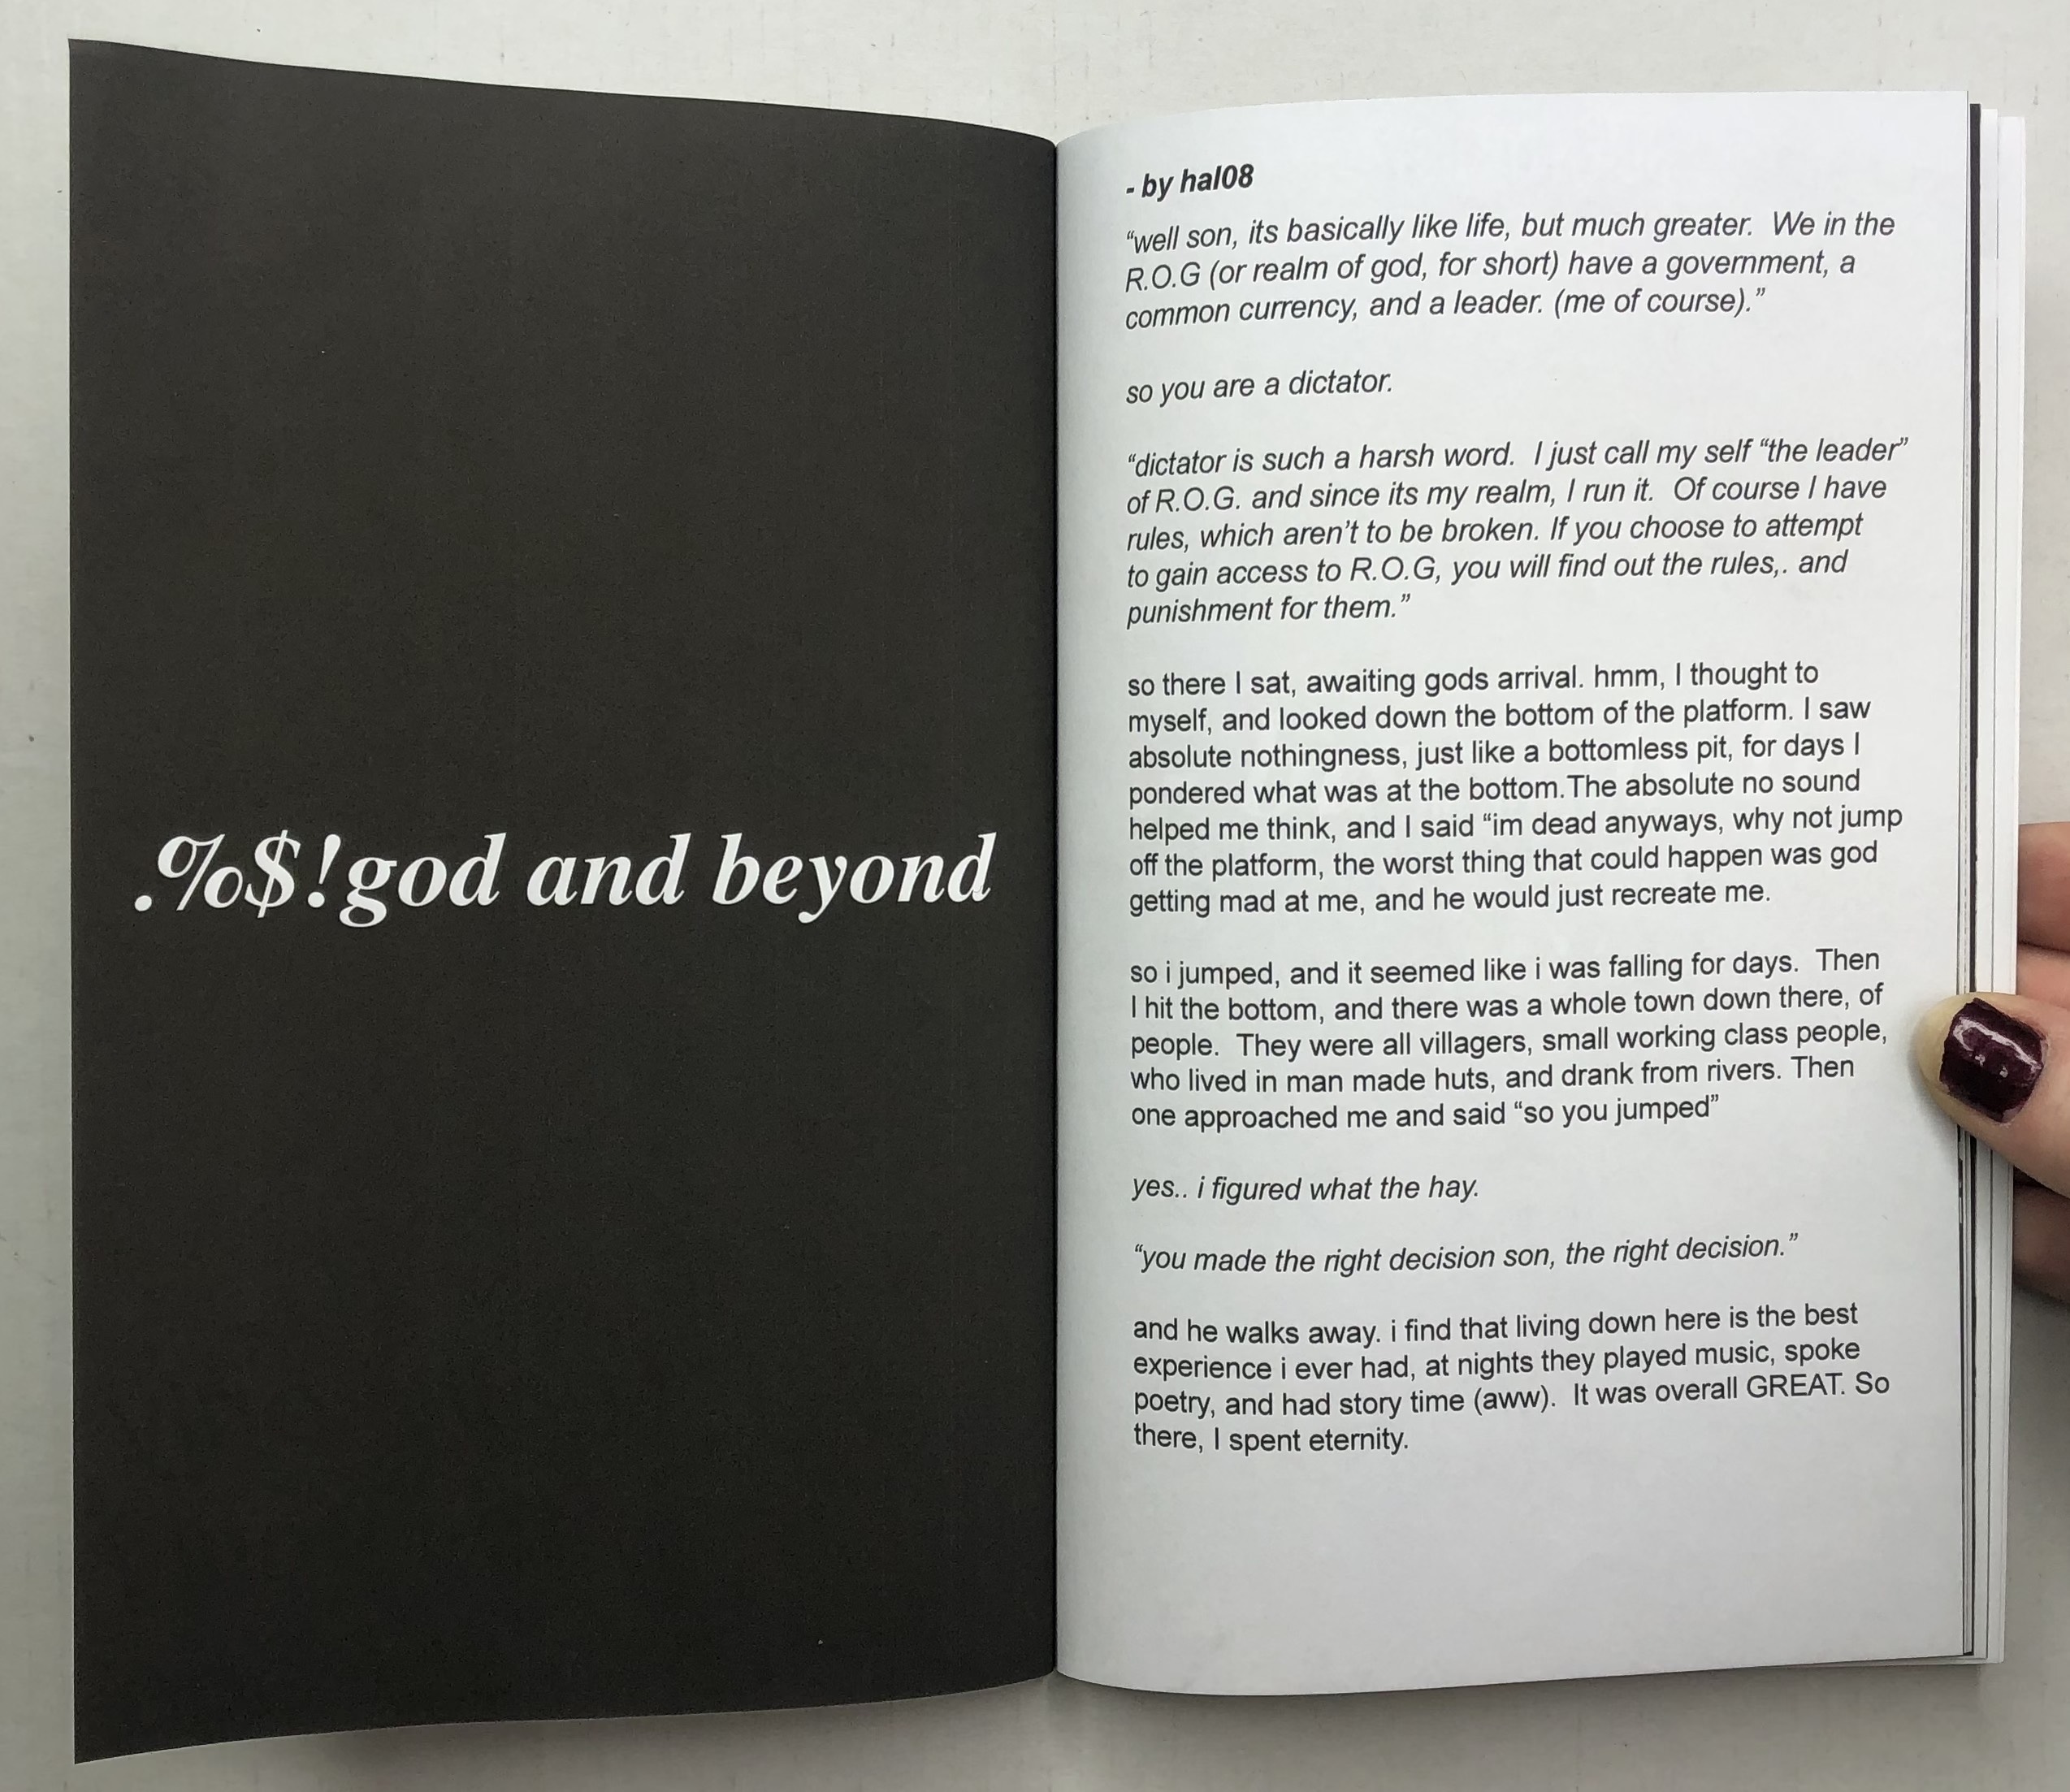 .%$!god and beyond
- by hal08
“well son, its basically like life, but much greater.  We in the
R.O.G (or realm of god, for short) have a government, a
common currency, and a leader. (me of course).”
so you are a dictator.
“dictator is such a harsh word.  I just call my self “the leader”
of R.O.G. and since its my realm, I run it.  Of course I have
rules, which aren’t to be broken. If you choose to attempt
to gain access to R.O.G, you will find out the rules,. and
punishment for them.”
so there I sat, awaiting gods arrival. hmm, I thought to
myself, and looked down the bottom of the platform. I saw
absolute nothingness, just like a bottomless pit, for days I
pondered what was at the bottom.The absolute no sound
helped me think, and I said “im dead anyways, why not jump
off the platform, the worst thing that could happen was god
getting mad at me, and he would just recreate me.
so i jumped, and it seemed like i was falling for days.  Then
I hit the bottom, and there was a whole town down there, of
people.  They were all villagers, small working class people,
who lived in man made huts, and drank from rivers. Then
one approached me and said “so you jumped”
yes.. i figured what the hay.
“you made the right decision son, the right decision.”
and he walks away. i find that living down here is the best
experience i ever had, at nights they played music, spoke
poetry, and had story time (aww).  It was overall GREAT. So
there, I spent eternity.